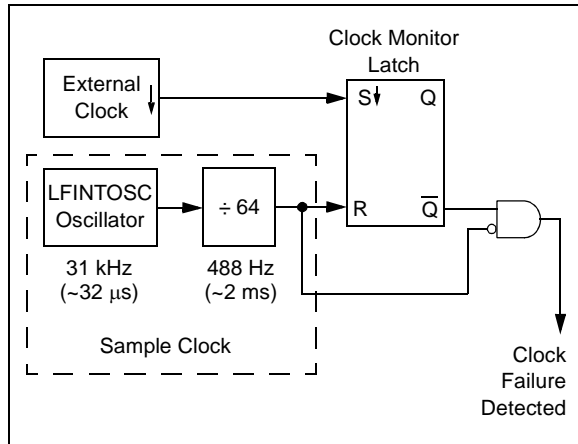 Clock Monitor
Latch
External
Clock
S
Q
LFINTOSC
Oscillator
÷ 64
R
Q
31 kHz
(~32 μs)
488 Hz
(~2 ms)
Sample Clock
Clock
Failure
Detected